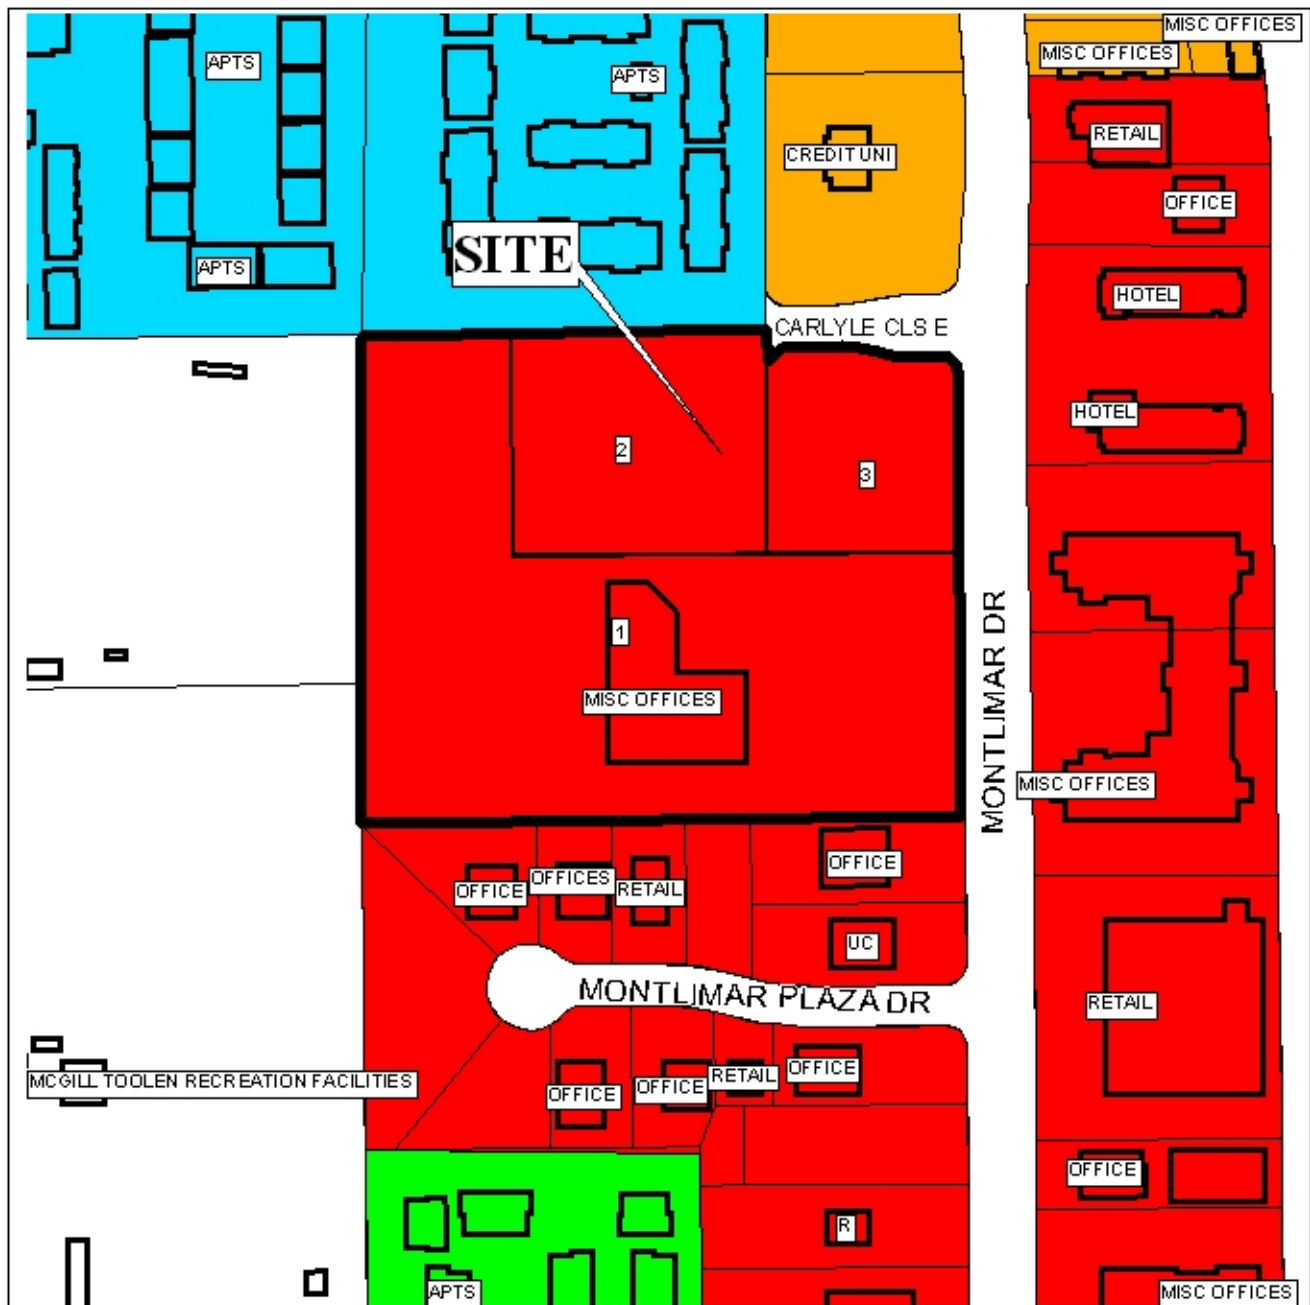 MISC OFFICES
MISC OFFICES
APTS
APTS
RETAIL
CREDIT UNI
OFFICE
SITE
APTS
HOTEL
CARLYLE CLS E
HOTEL
2
3
1
MONTLIMAR DR
MISC OFFICES
MISC OFFICES
OFFICE
OFFICES
RETAIL
OFFICE
UC
MONTLIMAR PLAZA DR
RETAIL
MCGILL TOOLEN RECREATION FACILITIES
OFFICE
OFFICE
RETAIL
OFFICE
OFFICE
R
APTS
MISC OFFICES